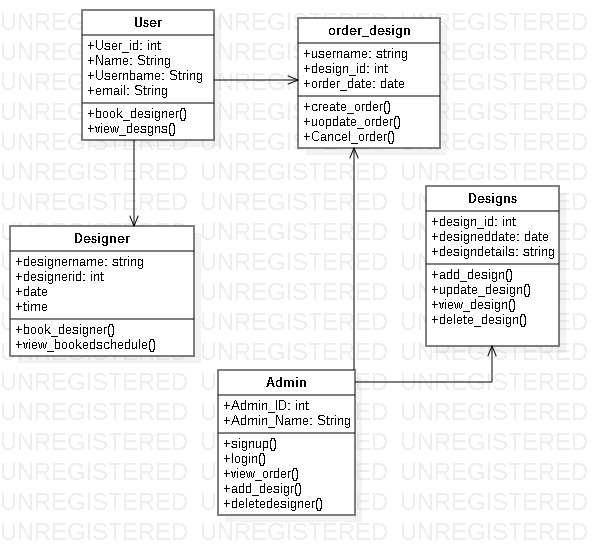 User
+User_id: int
+Name: String
+Usernbame: String
+email: String
+book_designer()
+view_desgns()
order_design
+username: string
+design_id: int
+order_date: date
+create_order()
+uopdate_order()
+Cancel_order()
Designer
+designername: string
+designerid: int
+date
+time
+book_designer()
+view_bookedschedule()
Designs
+design_id: int
+designeddate: date
+designdetails: string
+add_design()
+update_design()
+view_design()
+delete_design()
Admin
+Admin_ID: int
+Admin_Name: String
+signup()
+login()
+view_order()
+add_desigr()
+deletedesigner()
UNREGISTERED